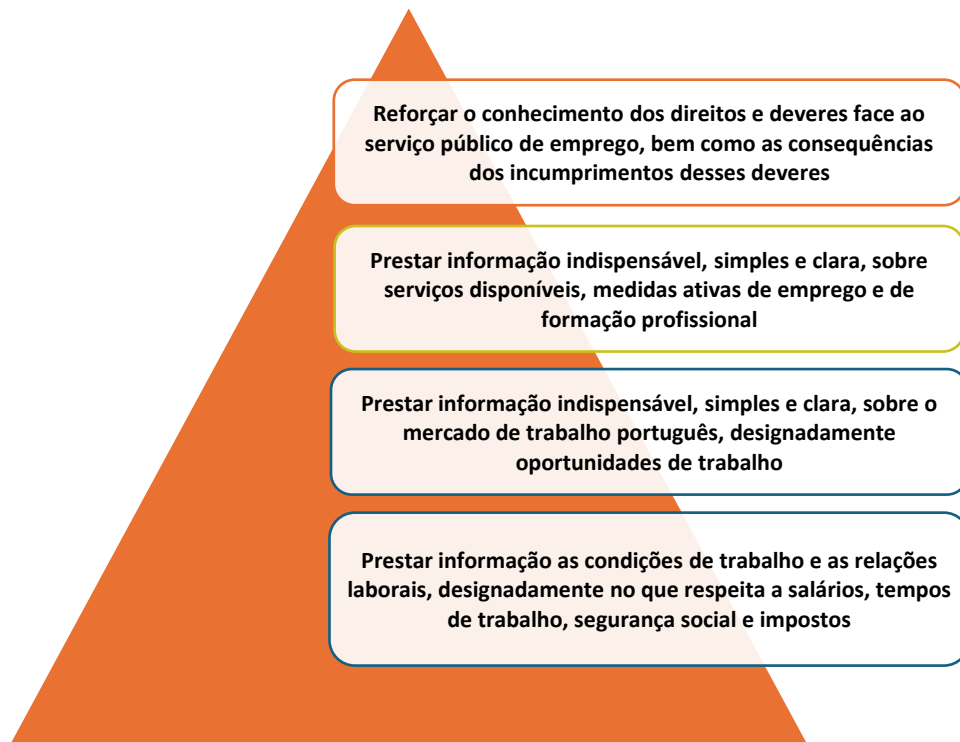 Reforçar o conhecimento dos direitos e deveres face ao
serviço público de emprego, bem como as consequências
dos incumprimentos desses deveres
Prestar informação indispensável, simples e clara, sobre
serviços disponíveis, medidas ativas de emprego e de
formação profissional
Prestar informação indispensável, simples e clara, sobre o
mercado de trabalho português, designadamente
oportunidades de trabalho
Prestar informação as condições de trabalho e as relações
laborais, designadamente no que respeita a salários, tempos
de trabalho, segurança social e impostos